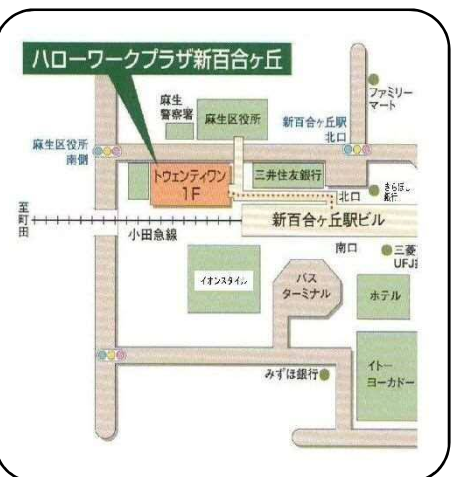 ハローワークプラザ新百合ヶ丘
ファミリー
マート
麻生
警察署
麻生区役所
新百合ヶ丘駅
北口
麻生区役所
南側
トウェンティワン
1F
三井住友銀行
北口
きらぼし
銀行
至
町
田
小田急線
新百合ヶ丘駅ビル
南口
三菱
UFJ
イオンスタイル
バス
ターミナル
ホテル
みずほ銀行
イトー
ヨーカドー